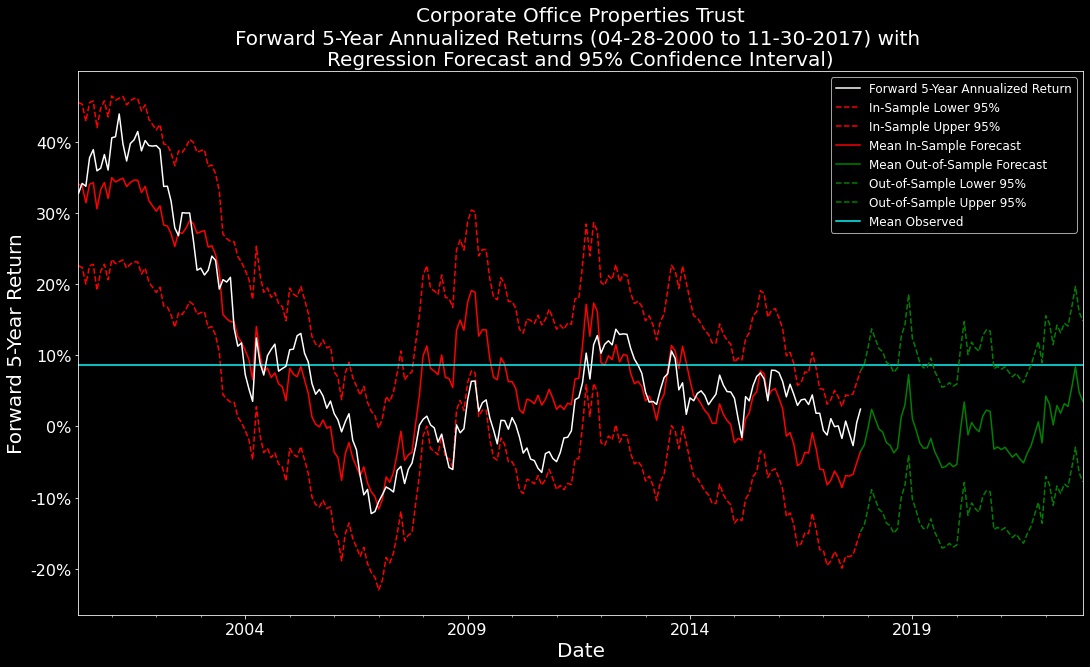 Corporate Office Properties Trust
Forward 5-Year Annualized Returns (04-28-2000 to 11-30-2017) with
Regression Forecast and 95% Confidence Interval)
Forward 5-Year Annualized Return
In-Sample Lower 95%
In-Sample Upper 95%
Mean In-Sample Forecast
Mean Out-of-Sample Forecast
Out-of-Sample Lower 95%
Out-of-Sample Upper 95%
Mean Observed
Forward 5-Year Return
40%
30%
20%
10%
0%
-10%
-20%
2004
2009
2014
2019
Date